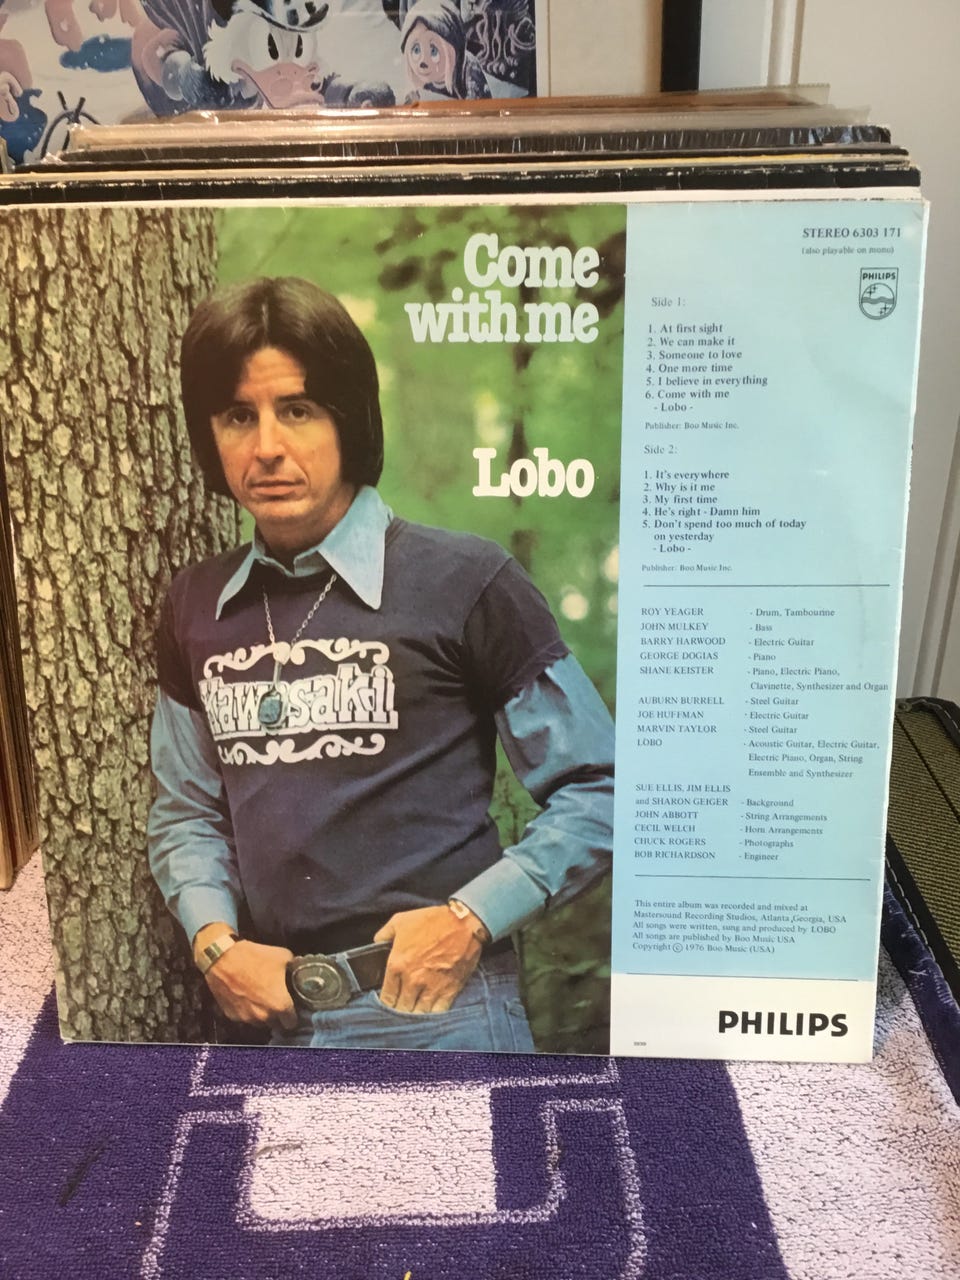 Come
with me
Lobo
Kawasaki
STEREO 6303 171
(also playable on mono)
PHILIPS
Side 1:
1. At first sight
2. We can make it
3. Someone to love
4. One more time
5. I believe in everything
6. Come with me
- Lobo -
Publisher: Boo Music Inc.
Side 2:
1. It's everywhere
2. Why is it me
3. My first time
4. He's right - Damn him
5. Don't spend too much of today
on yesterday
- Lobo -
Publisher: Boo Music Inc.
ROY YEAGER - Drum, Tambourine
JOHN MULKEY - Bass
BARRY HARWOOD - Electric Guitar
GEORGE DOGIAS - Piano
SHANE KEISTER - Piano, Electric Piano,
Clavinette, Synthesizer and Organ
AUBURN BURRELL - Steel Guitar
JOE HUFFMAN - Electric Guitar
MARVIN TAYLOR - Steel Guitar
LOBO - Acoustic Guitar, Electric Guitar,
Electric Piano, Organ, String
Ensemble and Synthesizer
SUE ELLIS, JIM ELLIS
and SHARON GEIGER - Background
JOHN ABBOTT - String Arrangements
CECIL WELCH - Horn Arrangements
CHUCK ROGERS - Photographs
BOB RICHARDSON - Engineer
This entire album was recorded and mixed at
Mastersound Recording Studios, Atlanta,Georgia, USA
All songs were written, sung and produced by LOBO
All songs are published by Boo Music USA
Copyright © 1976 Boo Music (USA)
PHILIPS